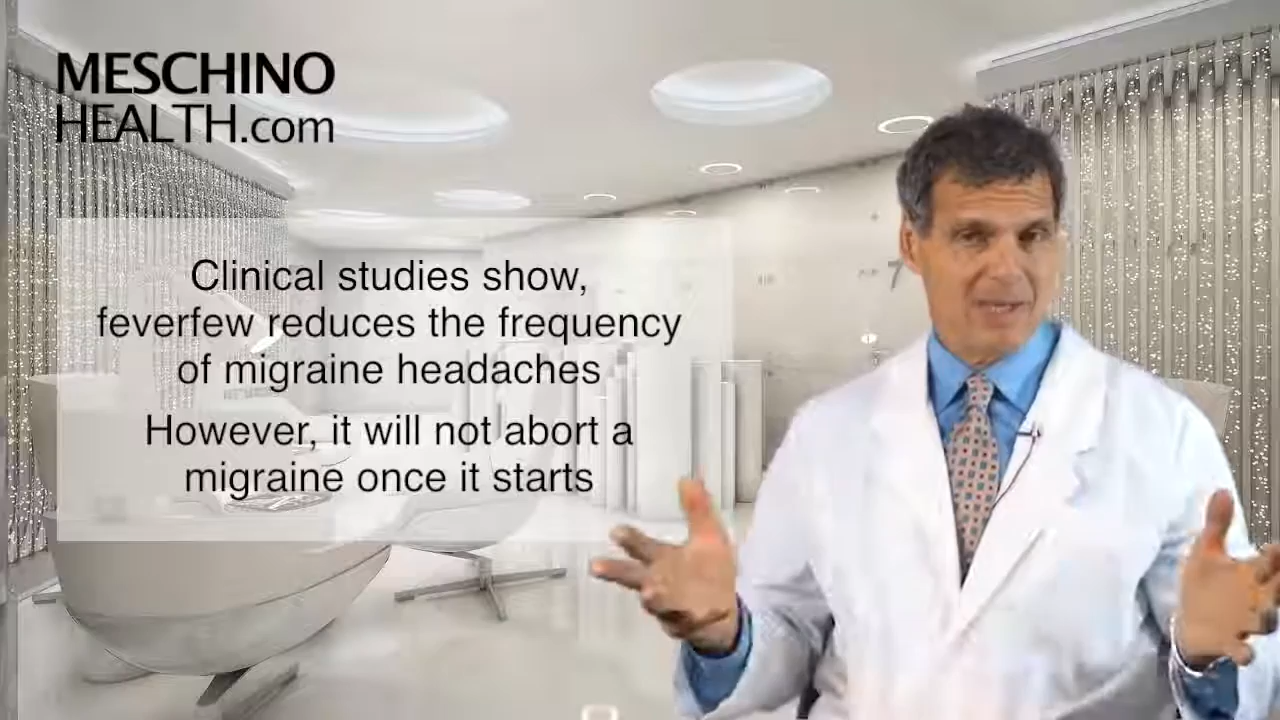 MESCHINO
HEALTH.com
Clinical studies show,
feverfew reduces the frequency
of migraine headaches
However, it will not abort a
migraine once it starts
7